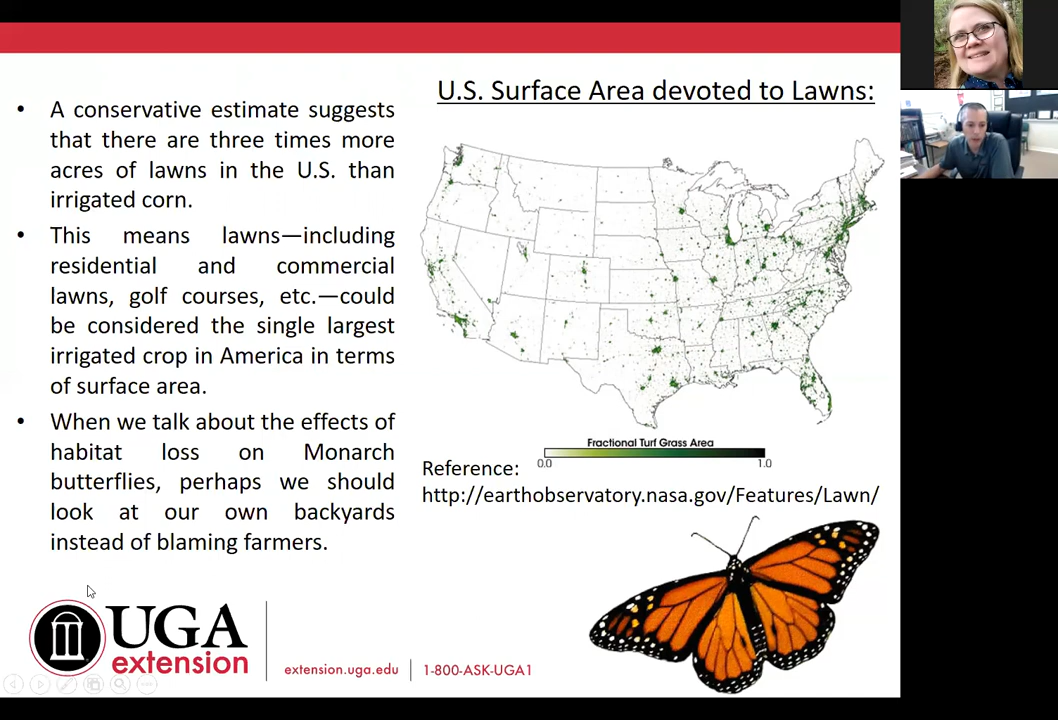 U.S. Surface Area devoted to Lawns:
• A conservative estimate suggests
that there are three times more
acres of lawns in the U.S. than
irrigated corn.
• This means lawns—including
residential and commercial
lawns, golf courses, etc.—could
be considered the single largest
irrigated crop in America in terms
of surface area.
• When we talk about the effects of
habitat loss on Monarch
butterflies, perhaps we should
look at our own backyards
instead of blaming farmers.
Fractional Turf Grass Area
0.0 1.0
Reference:
http://earthobservatory.nasa.gov/Features/Lawn/
UGA
extension
extension.uga.edu | 1-800-ASK-UGA1